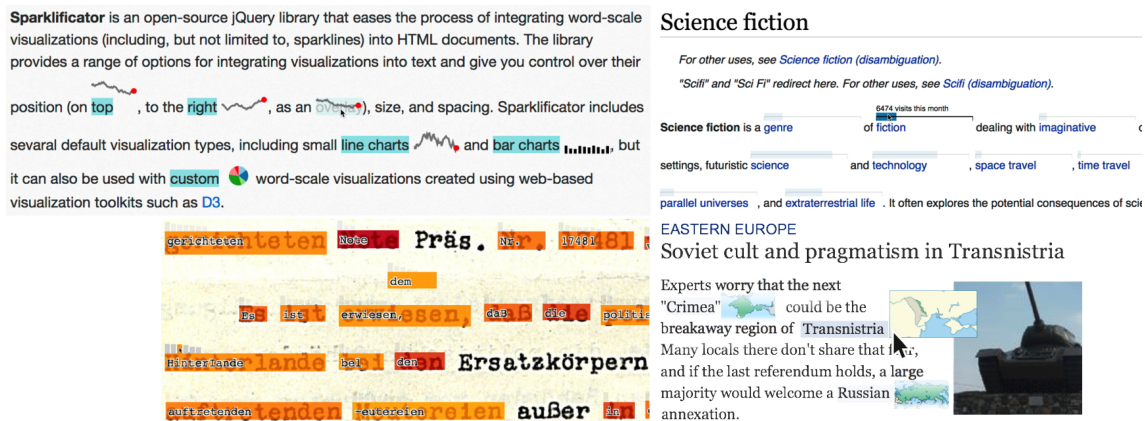 Sparklificator is an open-source jQuery library that eases the process of integrating word-scale
visualizations (including, but not limited to, sparklines) into HTML documents. The library
provides a range of options for integrating visualizations into text and give you control over their
position (on top , to the right , as an overlay), size, and spacing. Sparklificator includes
sevaral default visualization types, including small line charts and bar charts , but
it can also be used with custom word-scale visualizations created using web-based
visualization toolkits such as D3.
Science fiction
For other uses, see Science fiction (disambiguation).
"Scifi" and "Sci Fi" redirect here. For other uses, see Scifi (disambiguation).
6474 visits this month
Science fiction is a genre of fiction dealing with imaginative
settings, futuristic science and technology , space travel , time travel
parallel universes , and extraterrestrial life . It often explores the potential consequences of scie
gerichteten Note Präs. Nr. 17481
dem
Es ist erwiesen, daß die politis
Hinterlande bei den Ersatzkörpern
auftretenden -eutereien außer in
EASTERN EUROPE
Soviet cult and pragmatism in Transnistria
Experts worry that the next
"Crimea" could be the
breakaway region of Transnistria
Many locals there don't share that
and if the last referendum holds, a large
majority would welcome a Russian
annexation.